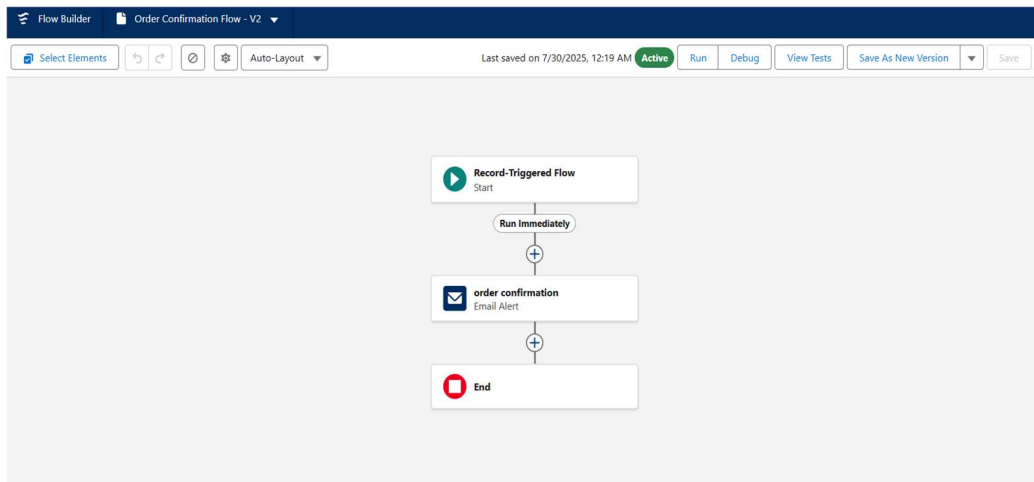 Flow Builder Order Confirmation Flow - V2
Select Elements Auto-Layout Last saved on 7/30/2025, 12:19 AM Active Run Debug View Tests Save As New Version Save
Record-Triggered Flow
Start
Run Immediately
order confirmation
Email Alert
End